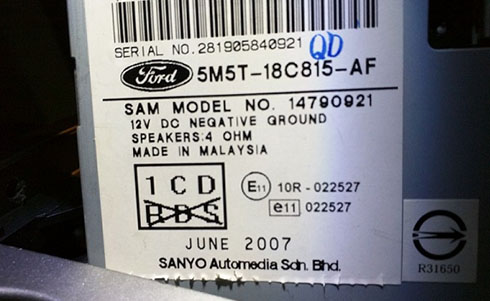 SERIAL NO.281905840921 QD
Ford 5M5T-18C815-AF
SAM MODEL NO. 14790921
12V DC NEGATIVE GROUND
SPEAKERS:4 OHM
MADE IN MALAYSIA
1CD
RDS
E11 10R-022527
e11 022527
JUNE 2007
SANYO Automedia Sdn. Bhd.
R31650